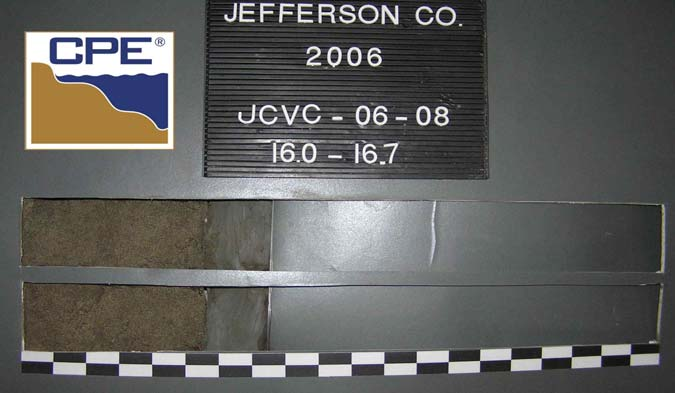 CPE®
JEFFERSON CO.
2006
JCVC - 06 - 08
16.0 - 16.7